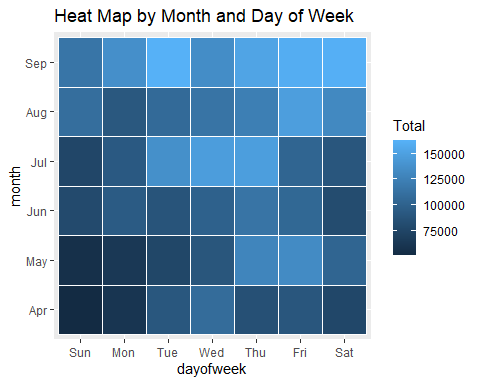 Heat Map by Month and Day of Week
Sep
Aug
Jul
Jun
May
Apr
month
Sun Mon Tue Wed Thu Fri Sat
dayofweek
Total
150000
125000
100000
75000